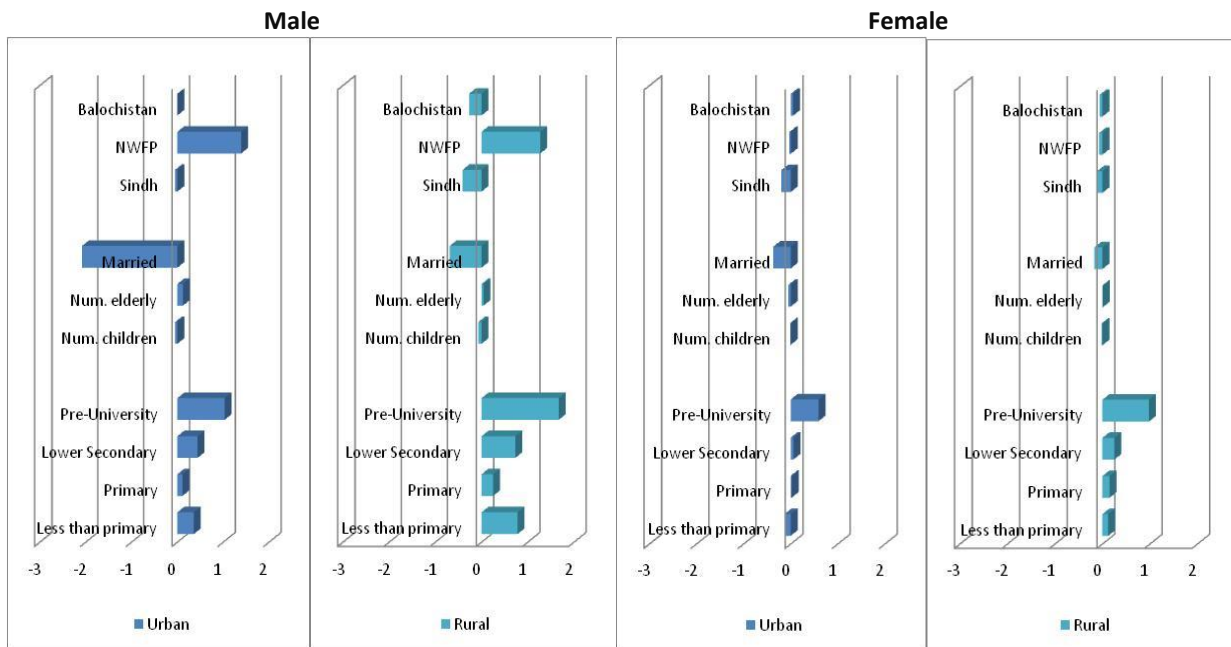 Male
Female
Balochistan
NWFP
Sindh
Married
Num. elderly
Num. children
Pre-University
Lower Secondary
Primary
Less than primary
-3 -2 -1 0 1 2
Urban
Balochistan
NWFP
Sindh
Married
Num. elderly
Num. children
Pre-University
Lower Secondary
Primary
Less than primary
-3 -2 -1 0 1 2
Rural
Balochistan
NWFP
Sindh
Married
Num. elderly
Num. children
Pre-University
Lower Secondary
Primary
Less than primary
-3 -2 -1 0 1 2
Urban
Balochistan
NWFP
Sindh
Married
Num. elderly
Num. children
Pre-University
Lower Secondary
Primary
Less than primary
-3 -2 -1 0 1 2
Rural